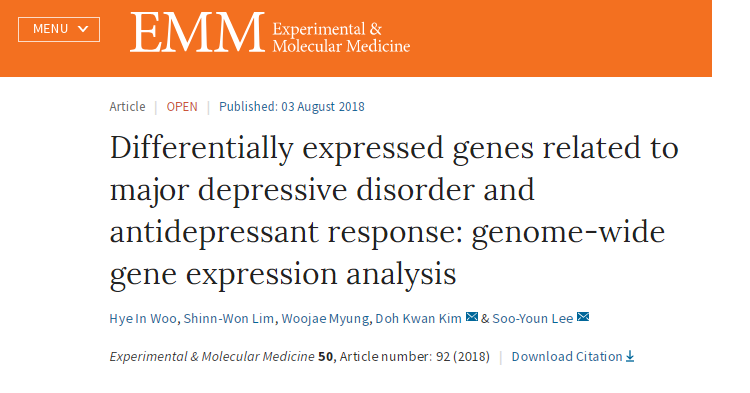 MENU
EMM Experimental &
Molecular Medicine
Article | OPEN | Published: 03 August 2018
Differentially expressed genes related to
major depressive disorder and
antidepressant response: genome-wide
gene expression analysis
Hye In Woo, Shinn-Won Lim, Woojae Myung, Doh Kwan Kim & Soo-Youn Lee
Experimental & Molecular Medicine 50, Article number: 92 (2018) | Download Citation